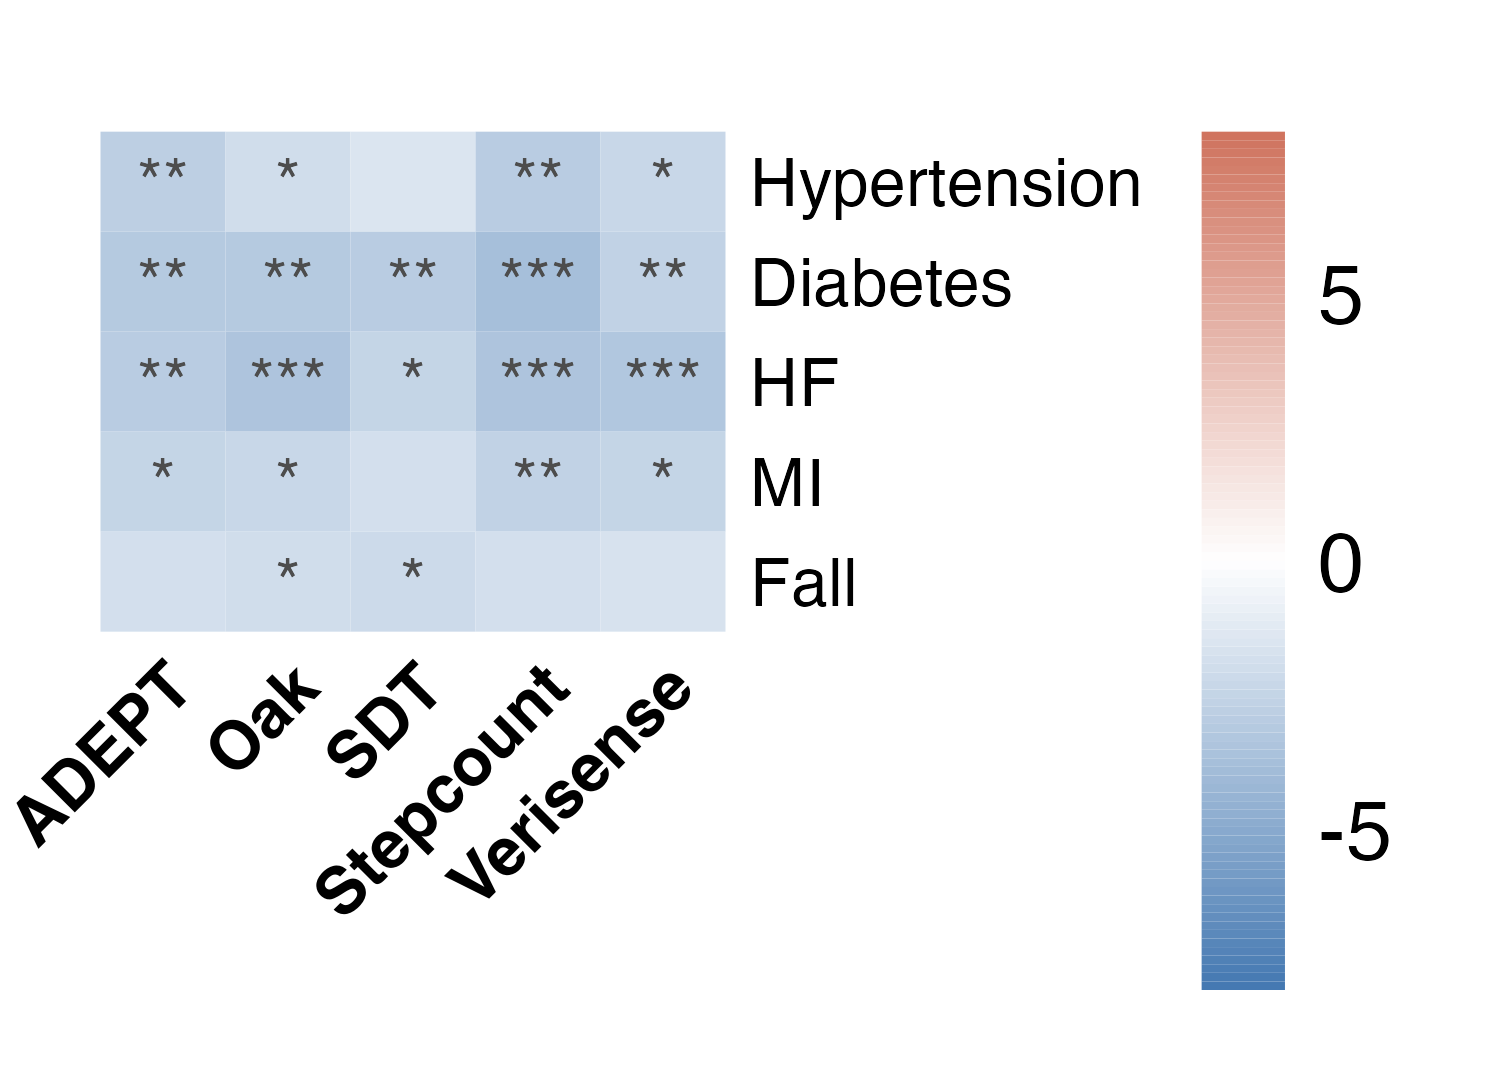 ** * ** * Hypertension
** ** ** *** ** Diabetes
** *** * *** *** HF
* * ** * MI
* * Fall
ADEPT
Oak
SDT
Stepcount
Verisense
5
0
-5